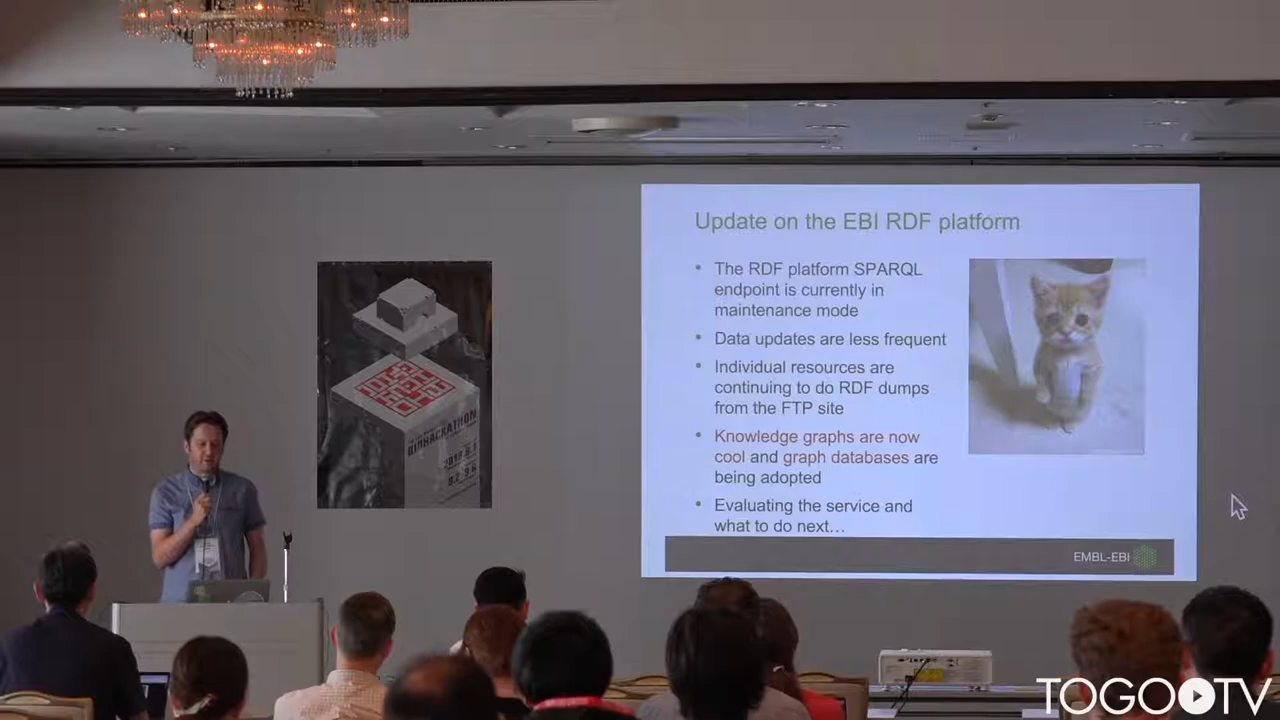 Update on the EBI RDF platform
• The RDF platform SPARQL
endpoint is currently in
maintenance mode
• Data updates are less frequent
• Individual resources are
continuing to do RDF dumps
from the FTP site
• Knowledge graphs are now
cool and graph databases are
being adopted
• Evaluating the service and
what to do next…
EMBL-EBI
BIOHACKATHON
TOGO TV